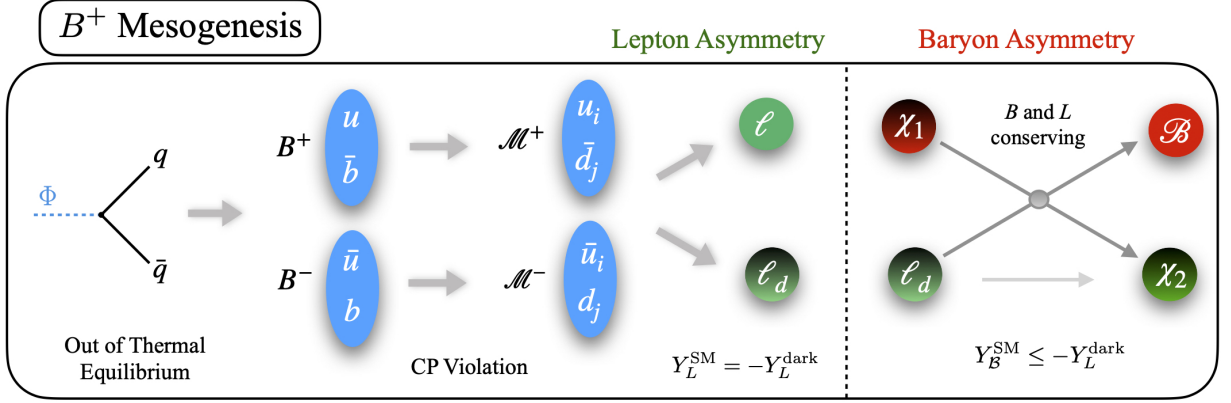 B⁺ Mesogenesis
Lepton Asymmetry
Baryon Asymmetry
Φ
q
q̄
Out of Thermal
Equilibrium
B⁺
u
b̄
B⁻
ū
b
ℳ⁺
uᵢ
d̄ⱼ
ℳ⁻
ūᵢ
dⱼ
CP Violation
ℓ
ℓ_d
Y_L^SM = −Y_L^dark
χ₁
ℓ_d
B and L
conserving
ℬ
χ₂
Y_ℬ^SM ≤ −Y_L^dark